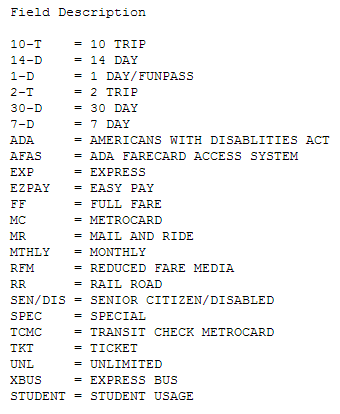 Field Description
10-T = 10 TRIP
14-D = 14 DAY
1-D = 1 DAY/FUNPASS
2-T = 2 TRIP
30-D = 30 DAY
7-D = 7 DAY
ADA = AMERICANS WITH DISABLITIES ACT
AFAS = ADA FARECARD ACCESS SYSTEM
EXP = EXPRESS
EZPAY = EASY PAY
FF = FULL FARE
MC = METROCARD
MR = MAIL AND RIDE
MTHLY = MONTHLY
RFM = REDUCED FARE MEDIA
RR = RAIL ROAD
SEN/DIS = SENIOR CITIZEN/DISABLED
SPEC = SPECIAL
TCMC = TRANSIT CHECK METROCARD
TKT = TICKET
UNL = UNLIMITED
XBUS = EXPRESS BUS
STUDENT = STUDENT USAGE